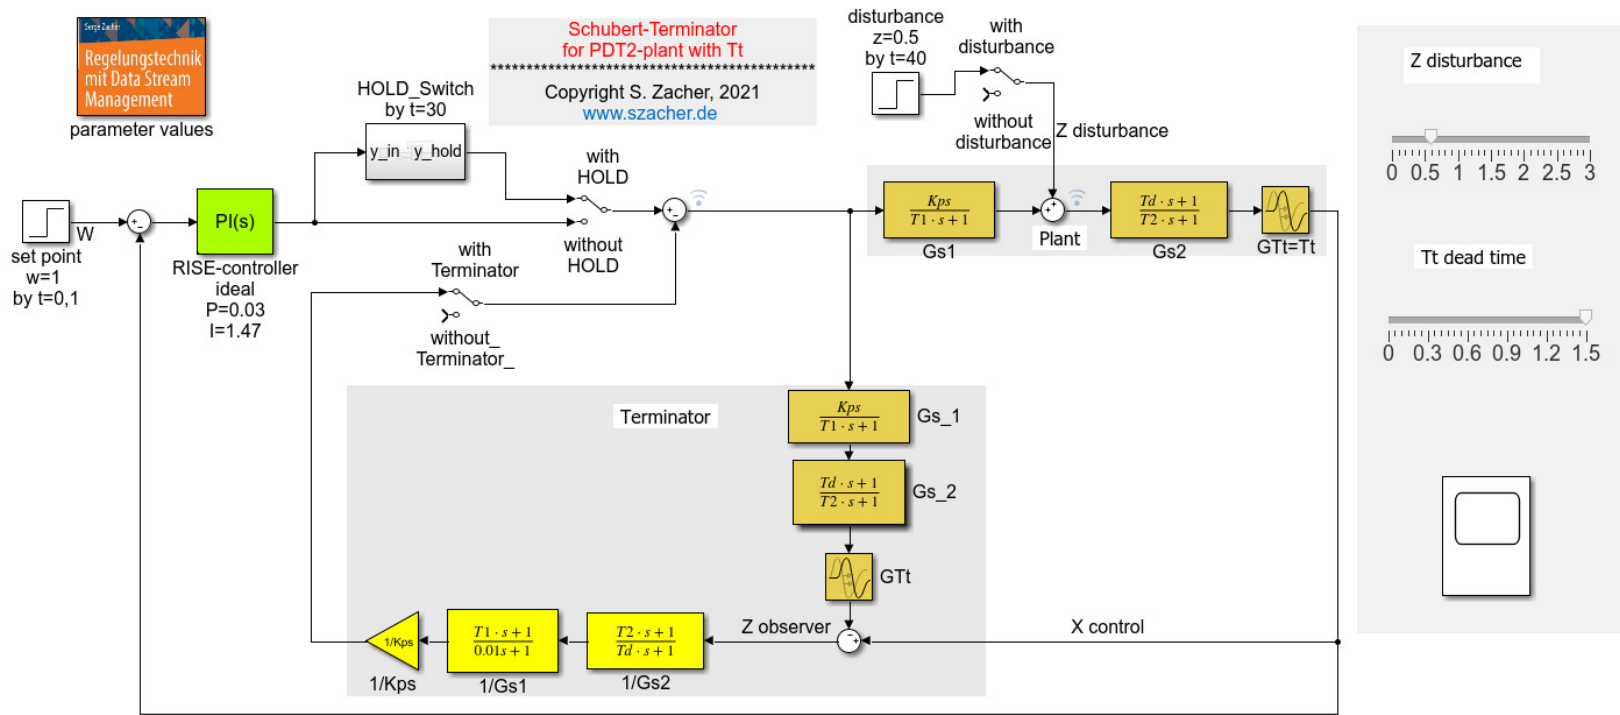 Serge Zacher
Regelungstechnik
mit Data Stream
Management
parameter values
Schubert-Terminator
for PDT2-plant with Tt
*******************************************
Copyright S. Zacher, 2021
www.szacher.de
disturbance
z=0.5
by t=40
with
disturbance
without
disturbance
Z disturbance
HOLD_Switch
by t=30
y_in
y_hold
with
HOLD
without
HOLD
W
set point
w=1
by t=0,1
PI(s)
RISE-controller
ideal
P=0.03
I=1.47
with
Terminator
without_
Terminator_
+
-
+
-
+
+
Kps
T1 · s + 1
Gs1
Plant
Td · s + 1
T2 · s + 1
Gs2
GTt=Tt
Terminator
Kps
T1 · s + 1
Gs_1
Td · s + 1
T2 · s + 1
Gs_2
GTt
-
+
Z observer
X control
1/Kps
1/Kps
T1 · s + 1
0.01s + 1
1/Gs1
T2 · s + 1
Td · s + 1
1/Gs2
Z disturbance
0 0.5 1 1.5 2 2.5 3
Tt dead time
0 0.3 0.6 0.9 1.2 1.5